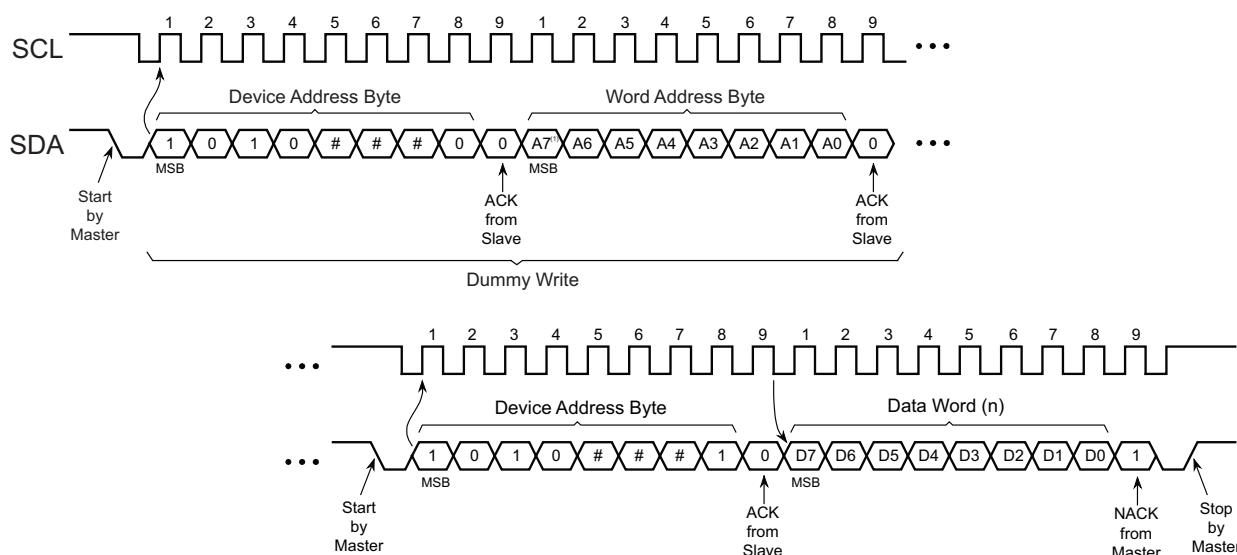 1 2 3 4 5 6 7 8 9 1 2 3 4 5 6 7 8 9
SCL
Device Address Byte Word Address Byte
SDA 1 0 1 0 # # # 0 0 A7(1) A6 A5 A4 A3 A2 A1 A0 0
MSB MSB
Start
by
Master
ACK
from
Slave
ACK
from
Slave
Dummy Write
1 2 3 4 5 6 7 8 9 1 2 3 4 5 6 7 8 9
Device Address Byte Data Word (n)
1 0 1 0 # # # 1 0 D7 D6 D5 D4 D3 D2 D1 D0 1
MSB MSB
Start
by
Master
ACK
from
Slave
NACK
from
Master
Stop
by
Master